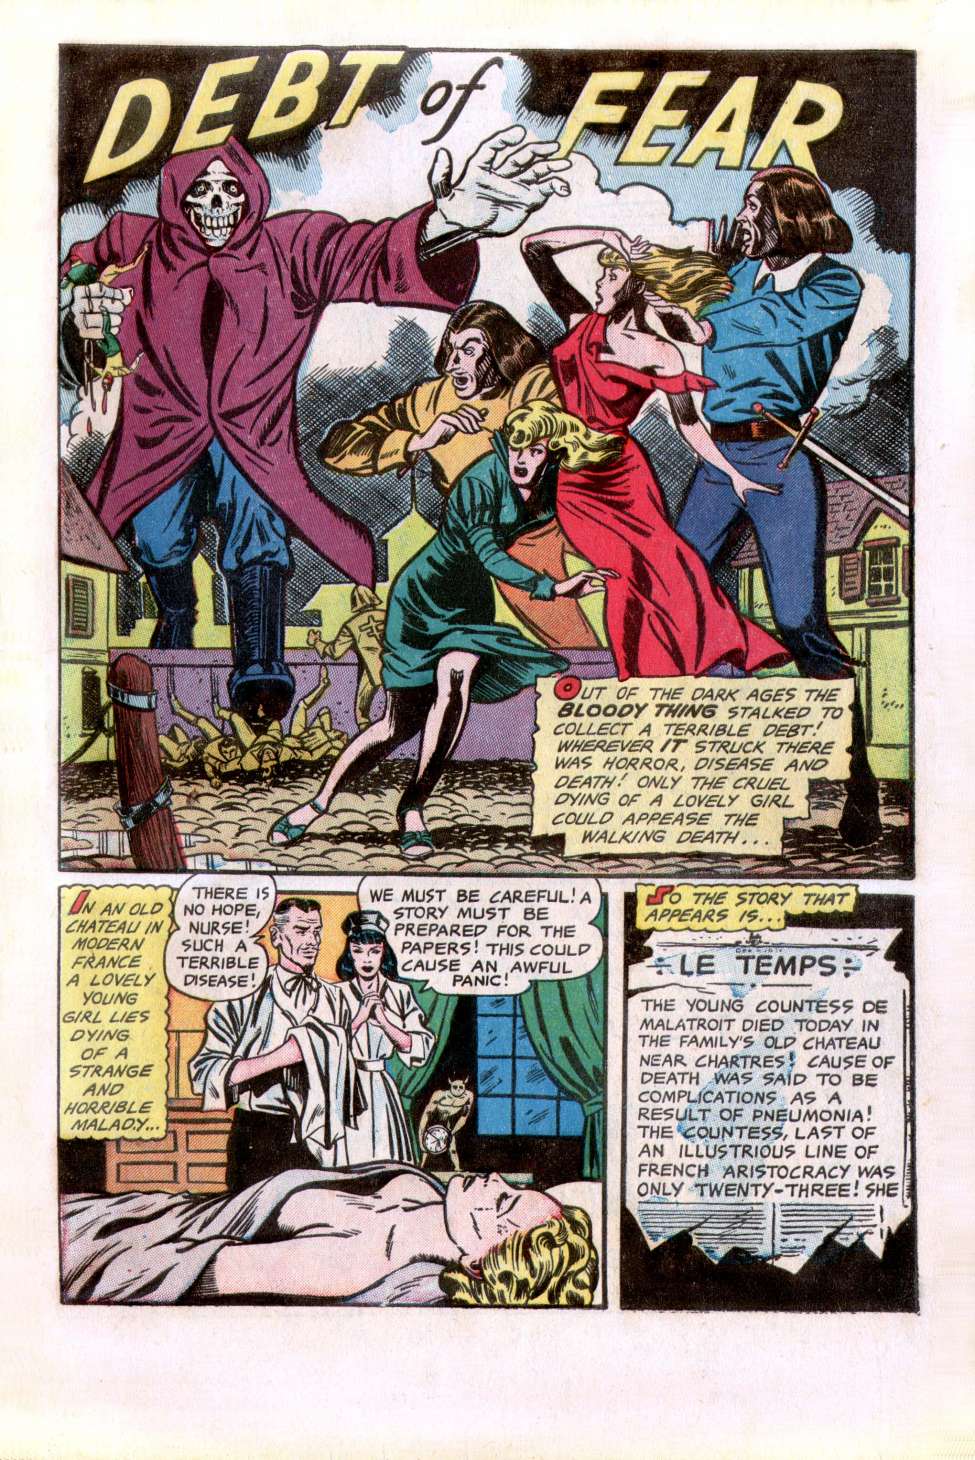 DEBT of FEAR
OUT OF THE DARK AGES THE
BLOODY THING STALKED TO
COLLECT A TERRIBLE DEBT!
WHEREVER IT STRUCK THERE
WAS HORROR, DISEASE AND
DEATH! ONLY THE CRUEL
DYING OF A LOVELY GIRL
COULD APPEASE THE
WALKING DEATH...
IN AN OLD
CHATEAU IN
MODERN
FRANCE
A LOVELY
YOUNG
GIRL LIES
DYING
OF A
STRANGE
AND
HORRIBLE
MALADY...
THERE IS
NO HOPE,
NURSE!
SUCH A
TERRIBLE
DISEASE!
WE MUST BE CAREFUL! A
STORY MUST BE
PREPARED FOR THE
PAPERS! THIS COULD
CAUSE AN AWFUL
PANIC!
SO THE STORY THAT
APPEARS IS...
LE TEMPS
THE YOUNG COUNTESS DE
MALATROIT DIED TODAY IN
THE FAMILY'S OLD CHATEAU
NEAR CHARTRES! CAUSE OF
DEATH WAS SAID TO BE
COMPLICATIONS AS A
RESULT OF PNEUMONIA!
THE COUNTESS, LAST OF
AN ILLUSTRIOUS LINE OF
FRENCH ARISTOCRACY WAS
ONLY TWENTY-THREE! SHE